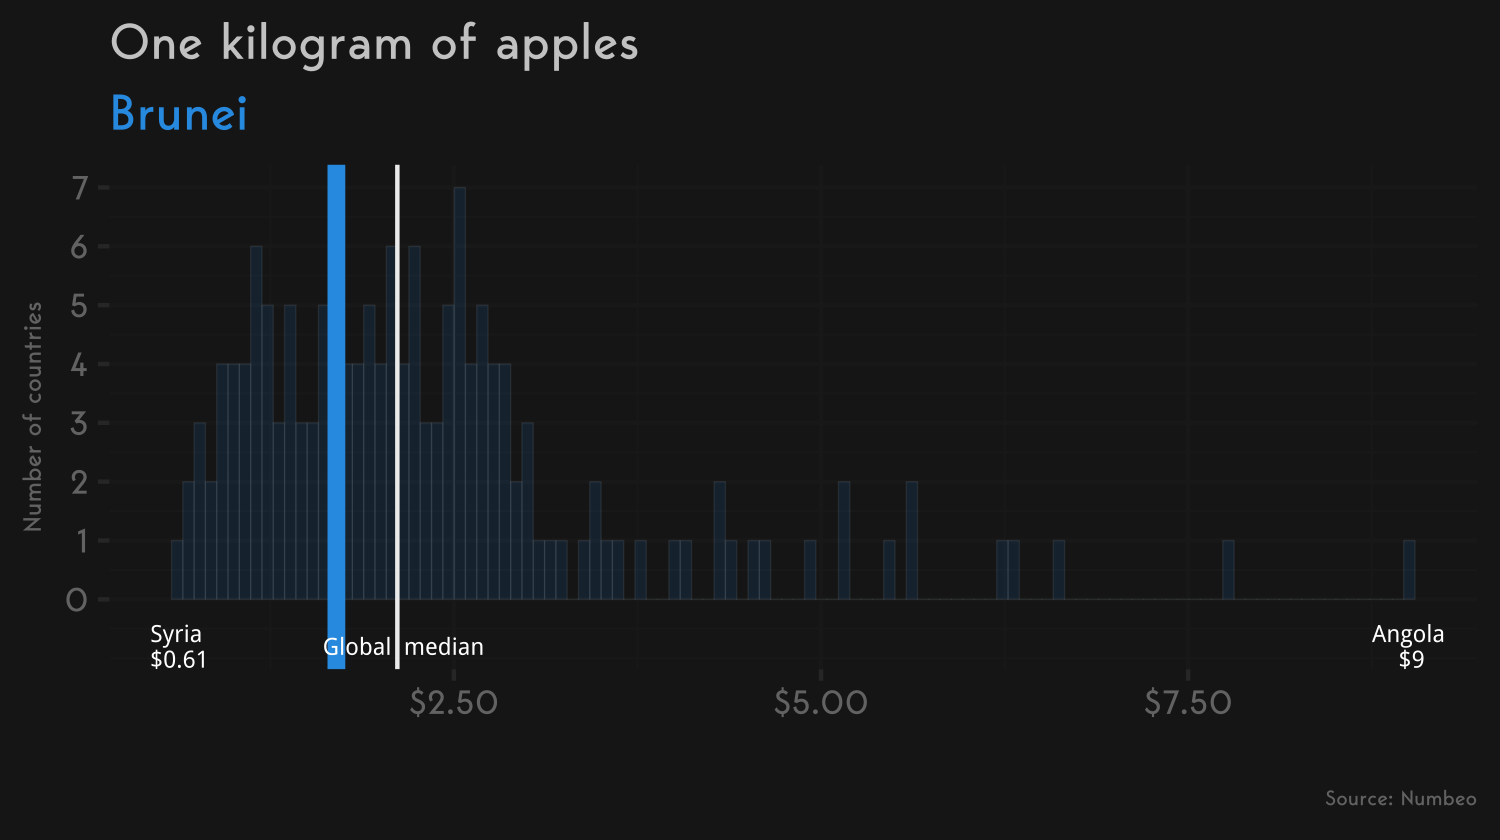 One kilogram of apples
Brunei
Number of countries
7
6
5
4
3
2
1
0
Syria
$0.61
Global median
Angola
$9
$2.50
$5.00
$7.50
Source: Numbeo